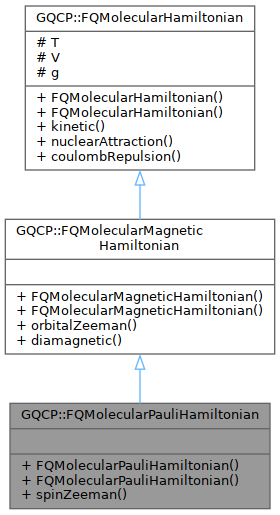 GQCP::FQMolecularHamiltonian
# T
# V
# g
+ FQMolecularHamiltonian()
+ FQMolecularHamiltonian()
+ kinetic()
+ nuclearAttraction()
+ coulombRepulsion()
GQCP::FQMolecularMagnetic
Hamiltonian
+ FQMolecularMagneticHamiltonian()
+ FQMolecularMagneticHamiltonian()
+ orbitalZeeman()
+ diamagnetic()
GQCP::FQMolecularPauliHamiltonian
+ FQMolecularPauliHamiltonian()
+ FQMolecularPauliHamiltonian()
+ spinZeeman()